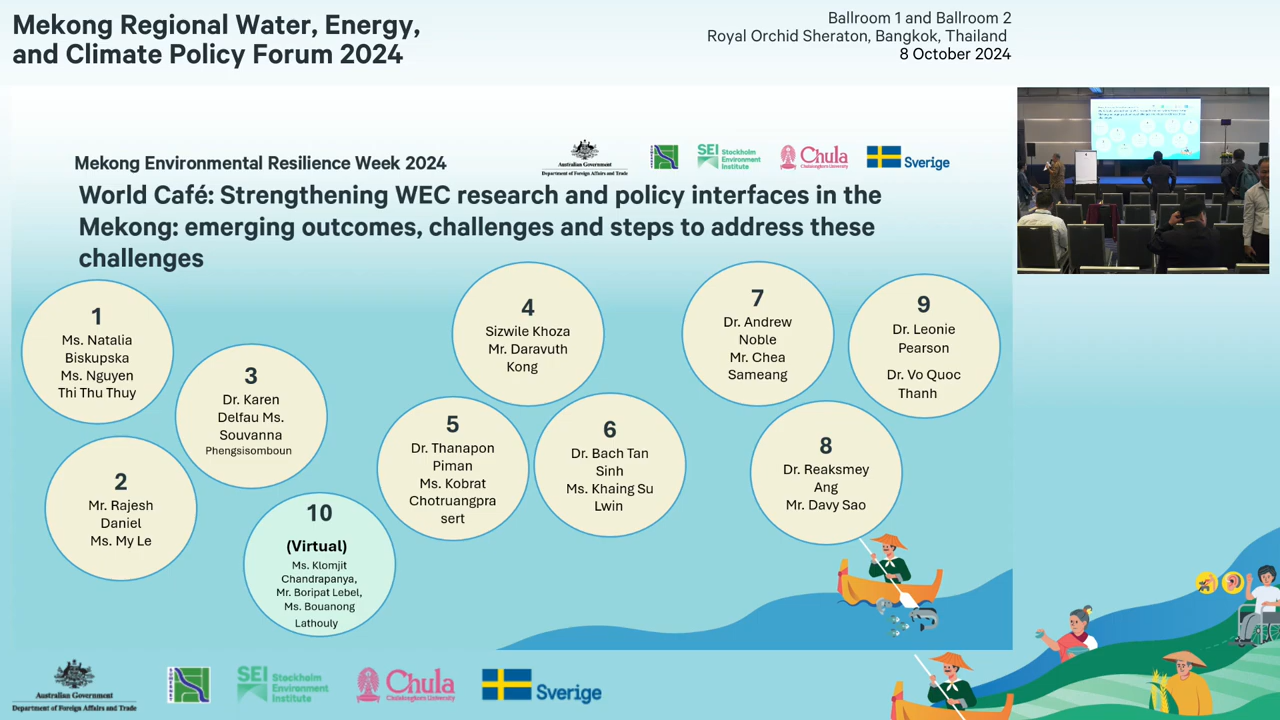 Mekong Regional Water, Energy,
and Climate Policy Forum 2024
Ballroom 1 and Ballroom 2
Royal Orchid Sheraton, Bangkok, Thailand
8 October 2024
Mekong Environmental Resilience Week 2024
Australian Government
Department of Foreign Affairs and Trade
SEI Stockholm
Environment
Institute
Chula
Chulalongkorn University
Sverige
World Café: Strengthening WEC research and policy interfaces in the
Mekong: emerging outcomes, challenges and steps to address these
challenges
1
Ms. Natalia
Biskupska
Ms. Nguyen
Thi Thu Thuy
2
Mr. Rajesh
Daniel
Ms. My Le
3
Dr. Karen
Delfau Ms.
Souvanna
Phengsisomboun
4
Sizwile Khoza
Mr. Daravuth
Kong
5
Dr. Thanapon
Piman
Ms. Kobrat
Chotruangpra
sert
6
Dr. Bach Tan
Sinh
Ms. Khaing Su
Lwin
7
Dr. Andrew
Noble
Mr. Chea
Sameang
8
Dr. Reaksmey
Ang
Mr. Davy Sao
9
Dr. Leonie
Pearson
Dr. Vo Quoc
Thanh
10
(Virtual)
Ms. Klomjit
Chandrapanya,
Mr. Boripat Lebel,
Ms. Bouanong
Lathouly
Australian Government
Department of Foreign Affairs and Trade
SEI Stockholm
Environment
Institute
Chula
Chulalongkorn University
Sverige